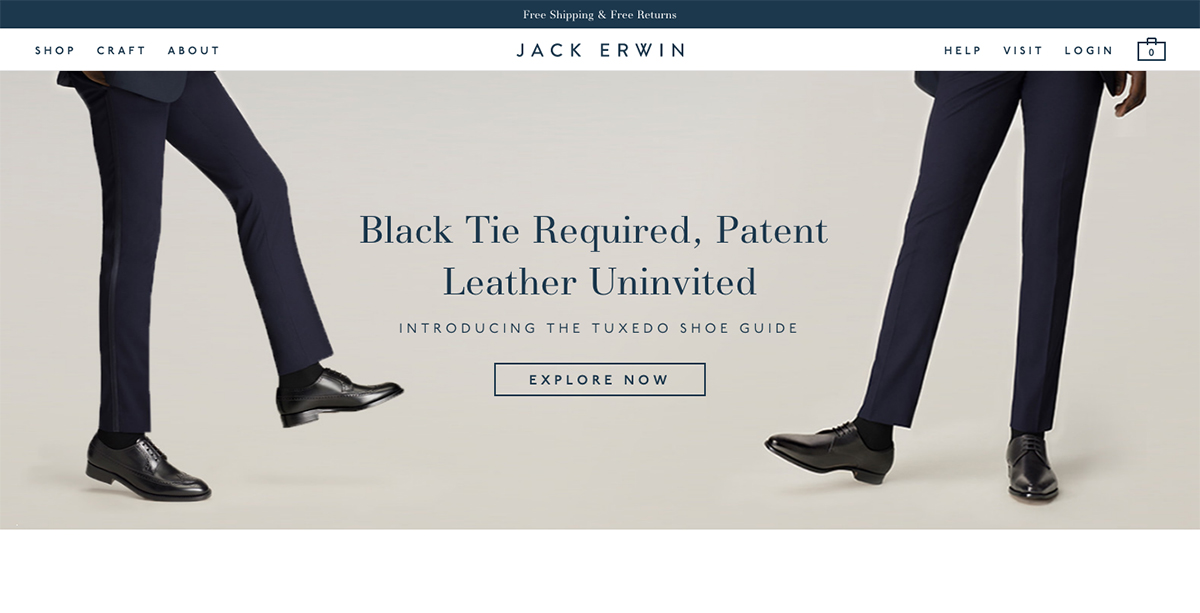 Free Shipping & Free Returns
SHOP CRAFT ABOUT JACK ERWIN HELP VISIT LOGIN 0
Black Tie Required, Patent
Leather Uninvited
INTRODUCING THE TUXEDO SHOE GUIDE
EXPLORE NOW